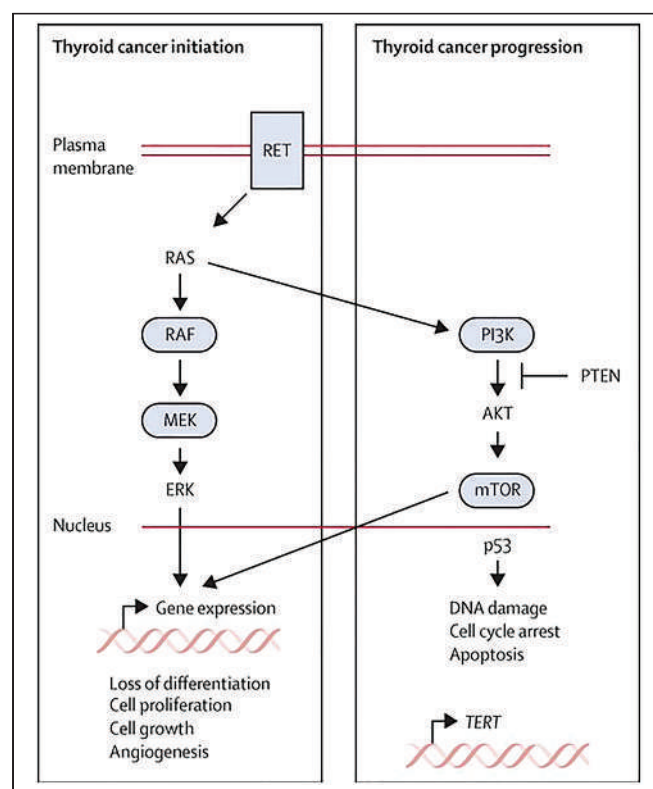 Thyroid cancer initiation
Plasma
membrane
RET
RAS
RAF
MEK
ERK
Nucleus
Gene expression
Loss of differentiation
Cell proliferation
Cell growth
Angiogenesis
Thyroid cancer progression
PI3K
PTEN
AKT
mTOR
p53
DNA damage
Cell cycle arrest
Apoptosis
TERT